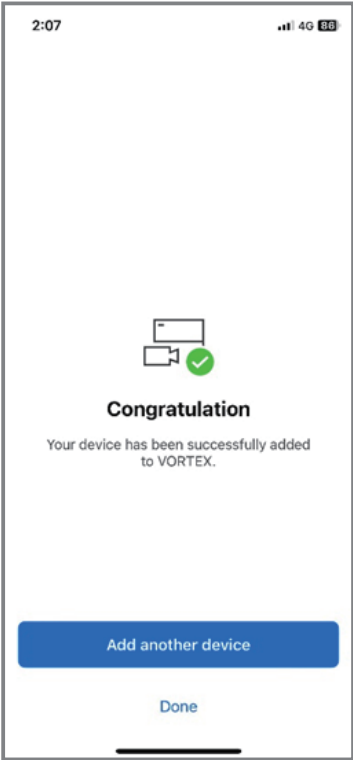 2:07
4G 86
Congratulation
Your device has been successfully added
to VORTEX.
Add another device
Done